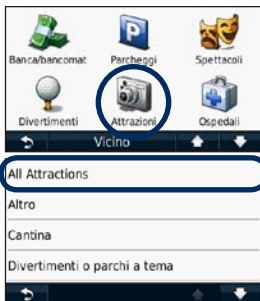 Banca/bancomat Parcheggi Spettacoli
Divertimenti Attrazioni Ospedali
Vicino
All Attractions
Altro
Cantina
Divertimenti o parchi a tema